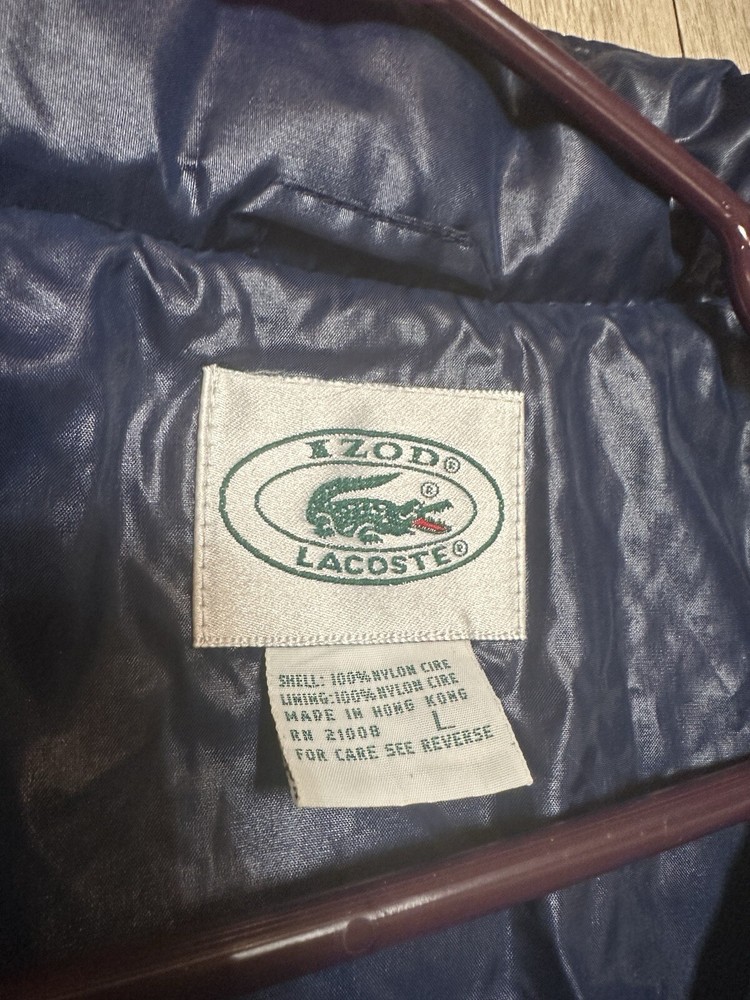 IZOD®
®
LACOSTE®
SHELL: 100% NYLON CIRE
LINING: 100% NYLON CIRE
MADE IN HONG KONG
RN 21008 L
FOR CARE SEE REVERSE